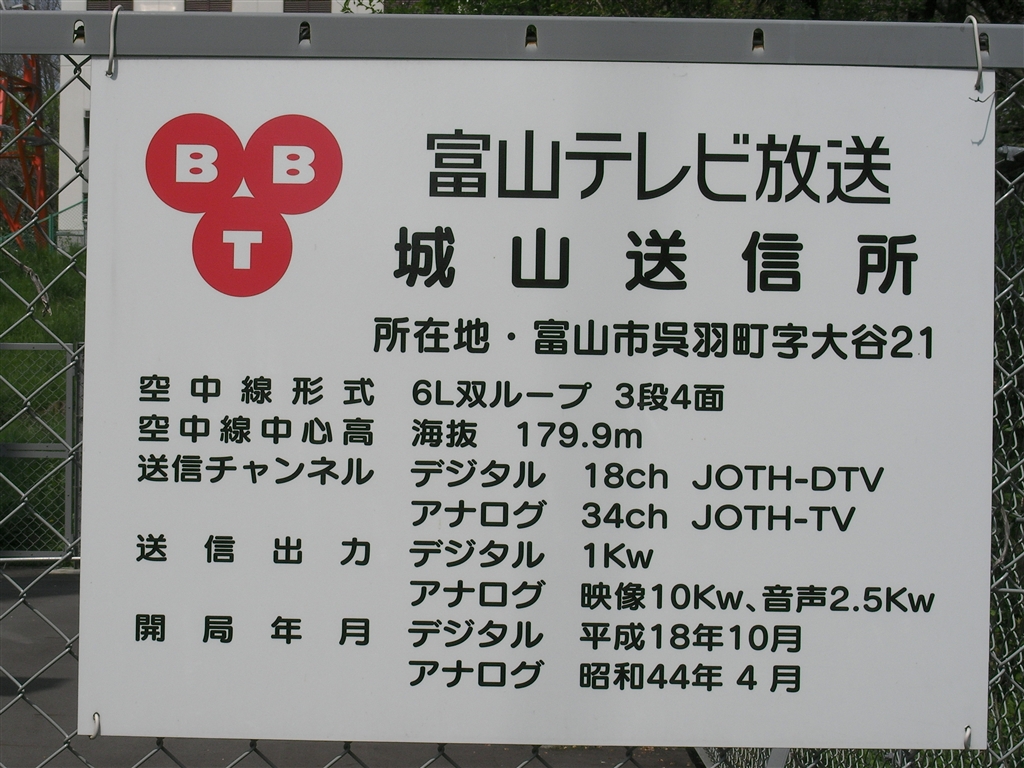 B B
T
富山テレビ放送
城山送信所
所在地・富山市呉羽町字大谷21
空中線形式 6L双ループ 3段4面
空中線中心高 海抜 179.9m
送信チャンネル デジタル 18ch JOTH-DTV
アナログ 34ch JOTH-TV
送信出力 デジタル 1Kw
アナログ 映像10Kw、音声2.5Kw
開局年月 デジタル 平成18年10月
アナログ 昭和44年4月